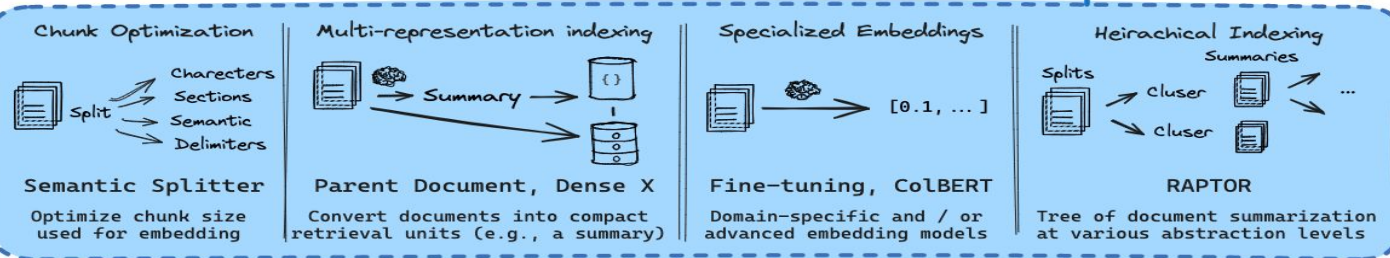 Chunk Optimization
Split
Charecters
Sections
Semantic
Delimiters
Semantic Splitter
Optimize chunk size
used for embedding
Multi-representation indexing
Summary
{ }
Parent Document, Dense X
Convert documents into compact
retrieval units (e.g., a summary)
Specialized Embeddings
[0.1, ... ]
Fine-tuning, ColBERT
Domain-specific and / or
advanced embedding models
Heirachical Indexing
Summaries
Splits
Cluser
Cluser
...
RAPTOR
Tree of document summarization
at various abstraction levels